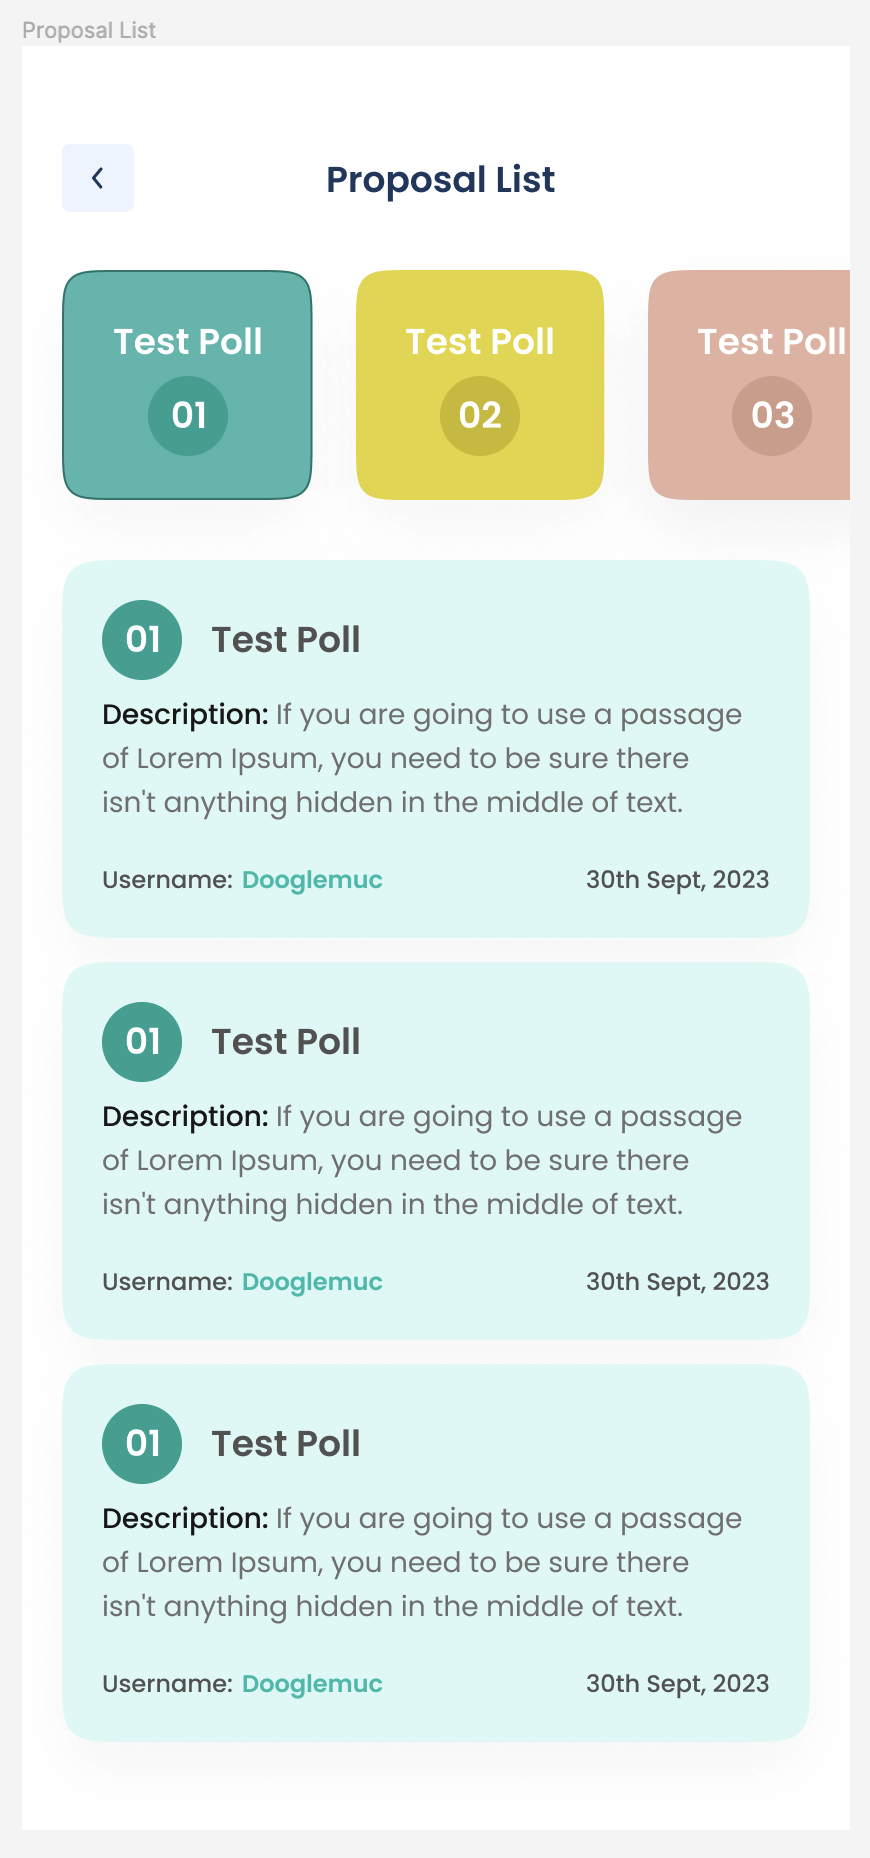 Proposal List
Proposal List
Test Poll
01
Test Poll
02
Test Poll
03
01 Test Poll
Description: If you are going to use a passage
of Lorem Ipsum, you need to be sure there
isn't anything hidden in the middle of text.
Username: Dooglemuc 30th Sept, 2023
01 Test Poll
Description: If you are going to use a passage
of Lorem Ipsum, you need to be sure there
isn't anything hidden in the middle of text.
Username: Dooglemuc 30th Sept, 2023
01 Test Poll
Description: If you are going to use a passage
of Lorem Ipsum, you need to be sure there
isn't anything hidden in the middle of text.
Username: Dooglemuc 30th Sept, 2023